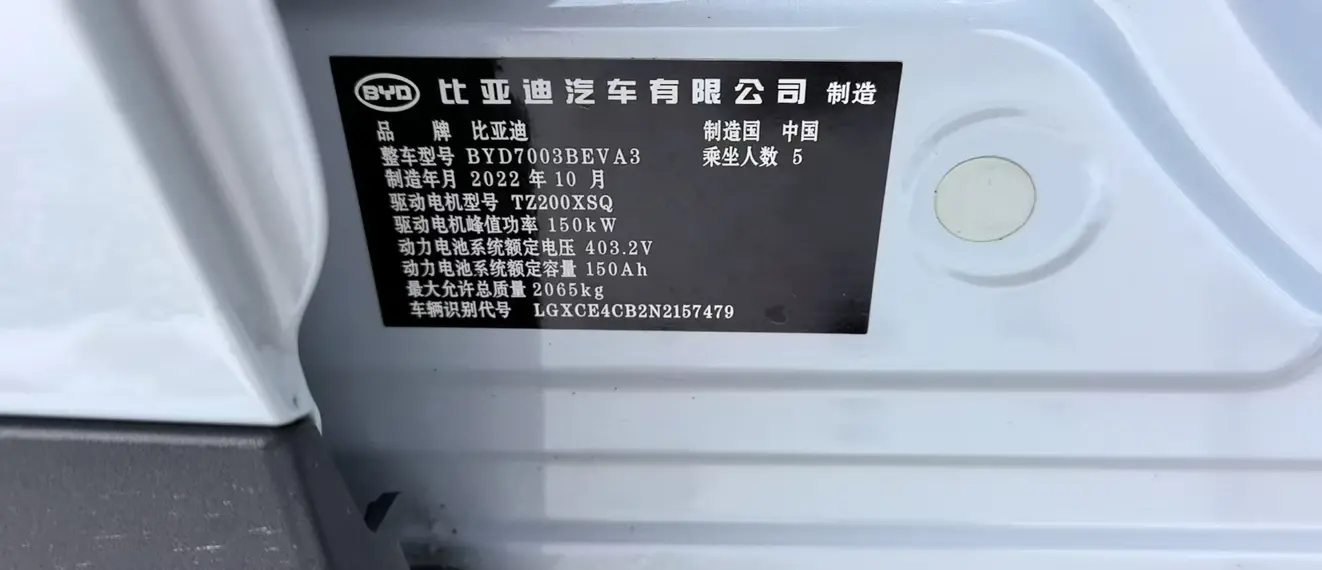 BYD 比亚迪汽车有限公司 制造
品 牌 比亚迪 制造国 中国
整车型号 BYD7003BEVA3 乘坐人数 5
制造年月 2022 年 10 月
驱动电机型号 TZ200XSQ
驱动电机峰值功率 150kW
动力电池系统额定电压 403.2V
动力电池系统额定容量 150Ah
最大允许总质量 2065kg
车辆识别代号 LGXCE4CB2N2157479